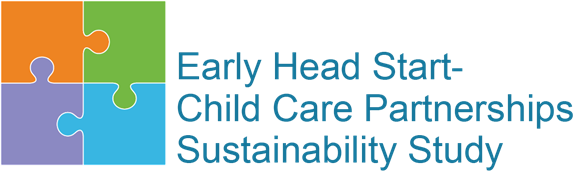 Early Head Start-
Child Care Partnerships
Sustainability Study